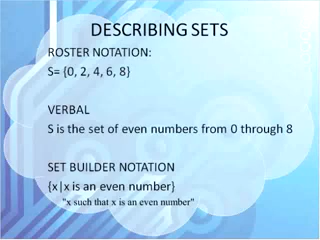 DESCRIBING SETS
ROSTER NOTATION:
S= {0, 2, 4, 6, 8}
VERBAL
S is the set of even numbers from 0 through 8
SET BUILDER NOTATION
{x|x is an even number}
"x such that x is an even number"